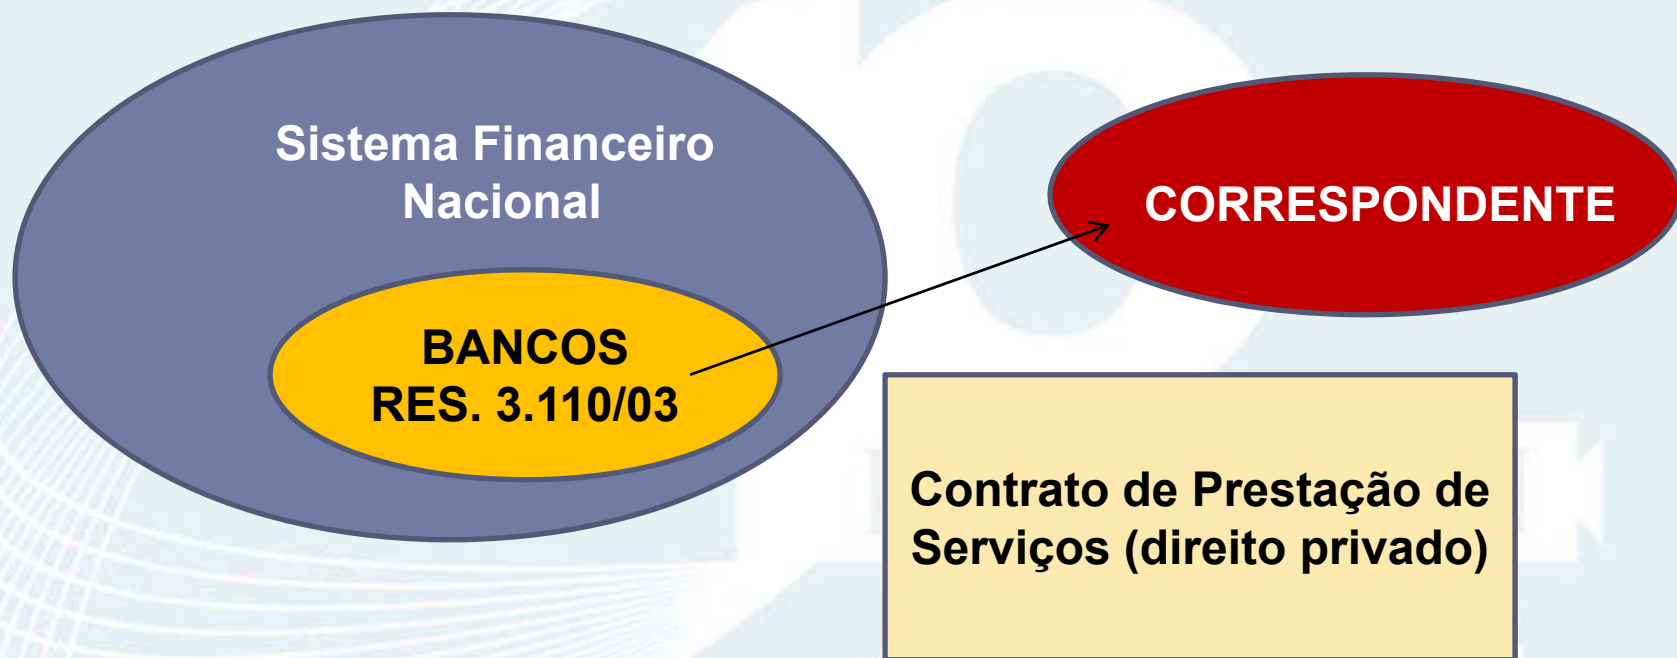 Sistema Financeiro
Nacional
CORRESPONDENTE
BANCOS
RES. 3.110/03
Contrato de Prestação de
Serviços (direito privado)